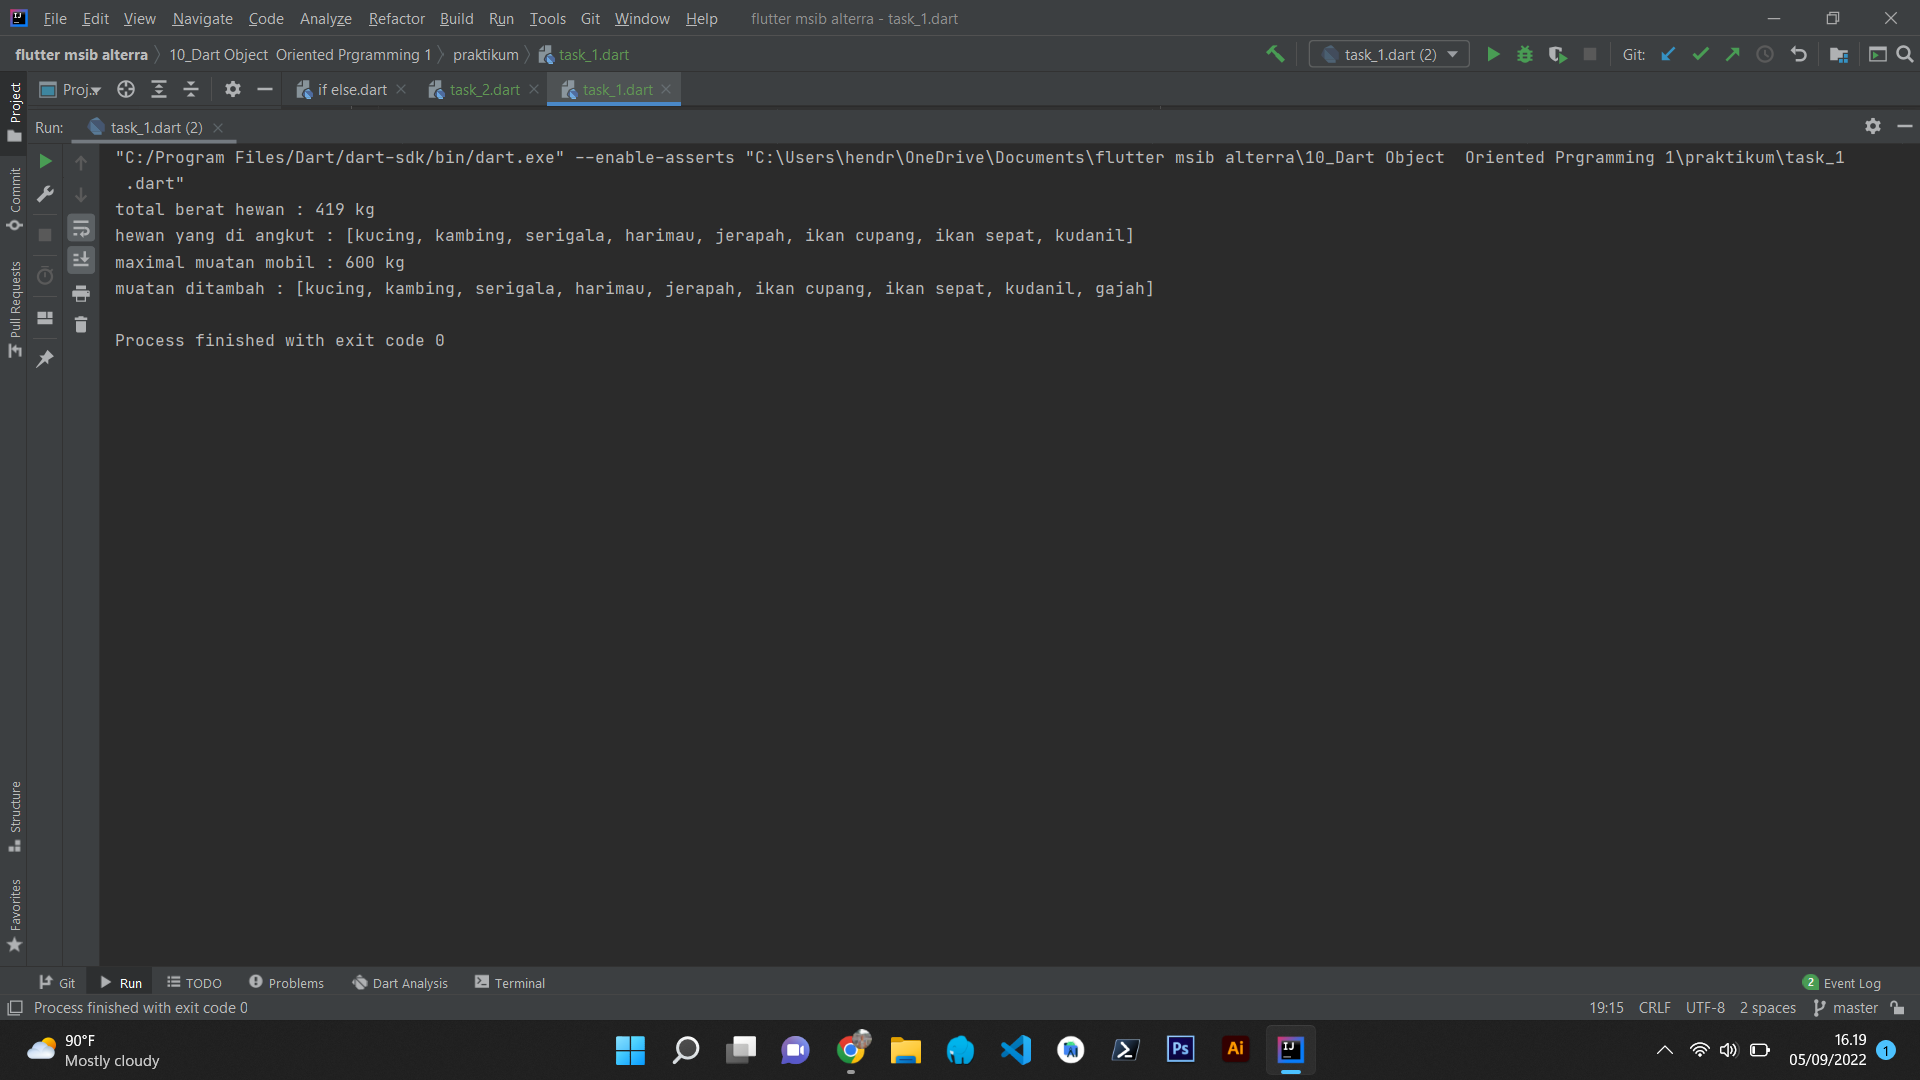 File Edit View Navigate Code Analyze Refactor Build Run Tools Git Window Help flutter msib alterra - task_1.dart
flutter msib alterra 10_Dart Object  Oriented Prgramming 1 praktikum task_1.dart task_1.dart (2) Git:
Project Proj... if else.dart task_2.dart task_1.dart
Run: task_1.dart (2)
"C:/Program Files/Dart/dart-sdk/bin/dart.exe" --enable-asserts "C:\Users\hendr\OneDrive\Documents\flutter msib alterra\10_Dart Object  Oriented Prgramming 1\praktikum\task_1
.dart"
total berat hewan : 419 kg
hewan yang di angkut : [kucing, kambing, serigala, harimau, jerapah, ikan cupang, ikan sepat, kudanil]
maximal muatan mobil : 600 kg
muatan ditambah : [kucing, kambing, serigala, harimau, jerapah, ikan cupang, ikan sepat, kudanil, gajah]
Process finished with exit code 0
Commit
Pull Requests
Structure
Favorites
Git Run TODO Problems Dart Analysis Terminal 2 Event Log
Process finished with exit code 0 19:15 CRLF UTF-8 2 spaces master
90°F
Mostly cloudy
Ps Ai IJ
16.19
05/09/2022
1